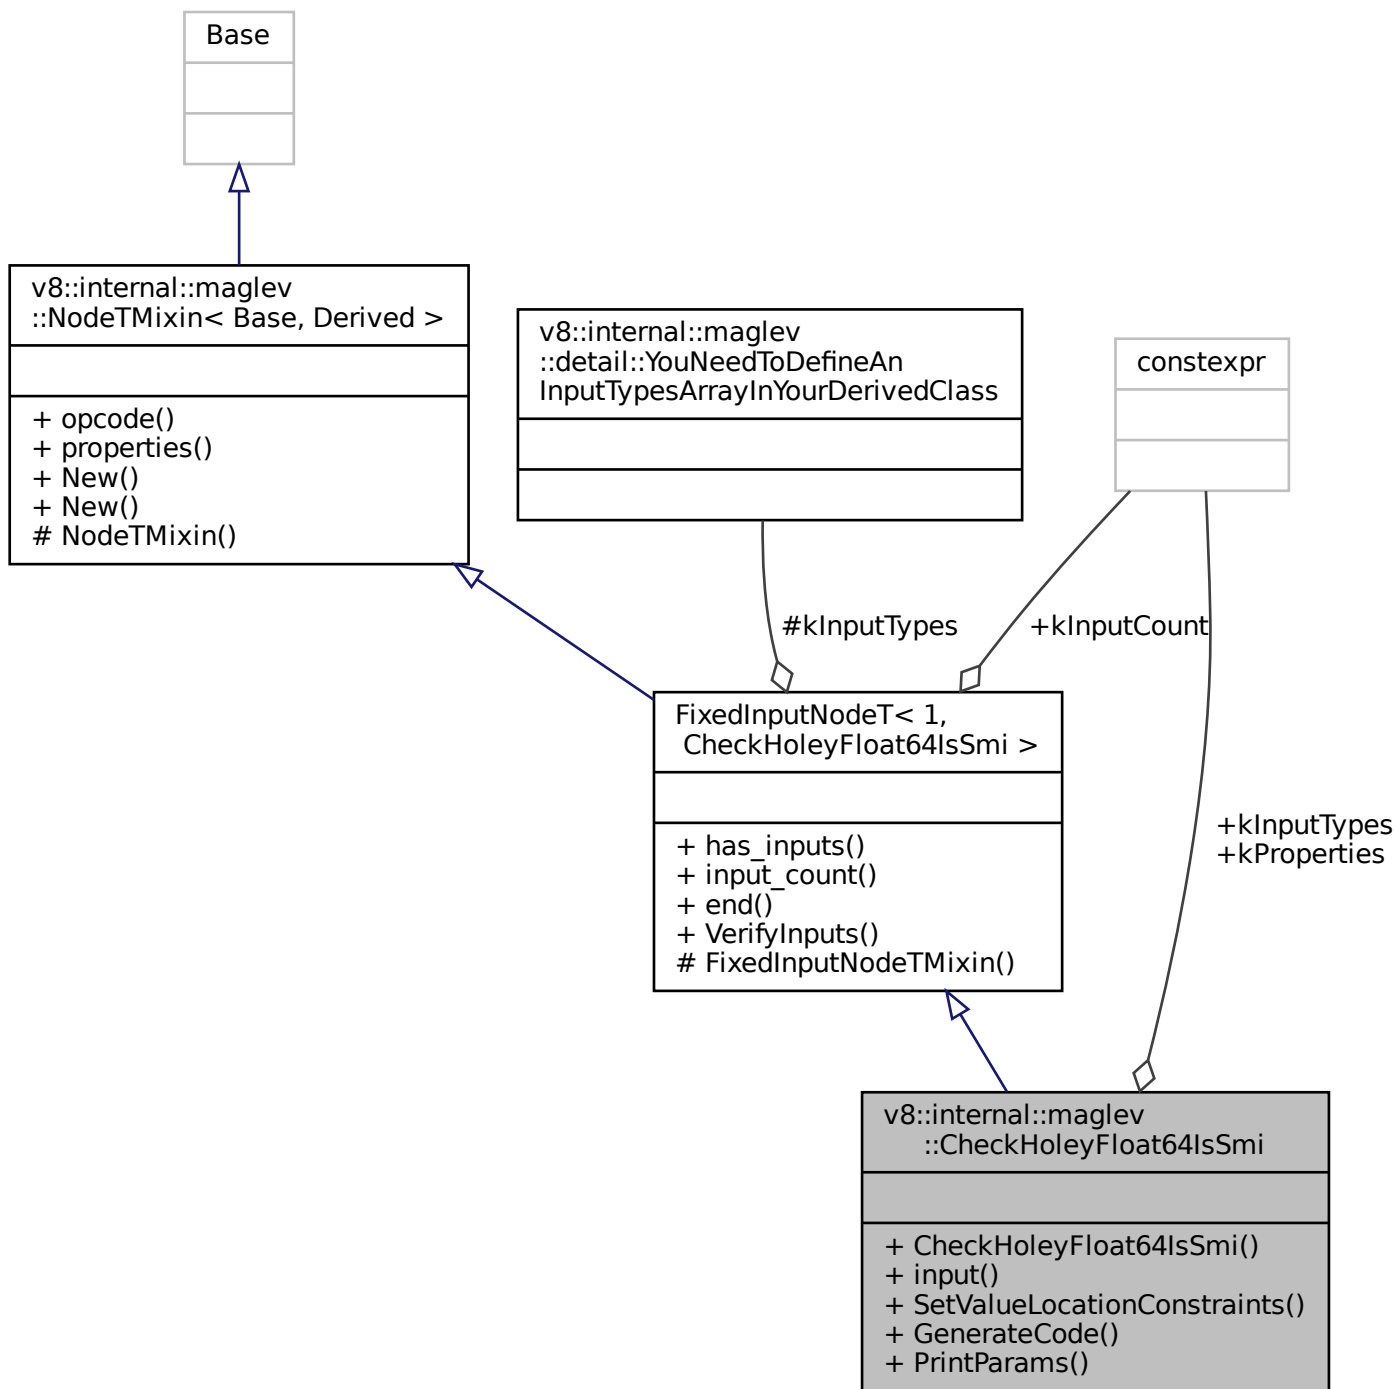 Base
v8::internal::maglev
::NodeTMixin< Base, Derived >
+ opcode()
+ properties()
+ New()
+ New()
# NodeTMixin()
v8::internal::maglev
::detail::YouNeedToDefineAn
InputTypesArrayInYourDerivedClass
constexpr
#kInputTypes
+kInputCount
FixedInputNodeT< 1,
CheckHoleyFloat64IsSmi >
+ has_inputs()
+ input_count()
+ end()
+ VerifyInputs()
# FixedInputNodeTMixin()
+kInputTypes
+kProperties
v8::internal::maglev
::CheckHoleyFloat64IsSmi
+ CheckHoleyFloat64IsSmi()
+ input()
+ SetValueLocationConstraints()
+ GenerateCode()
+ PrintParams()